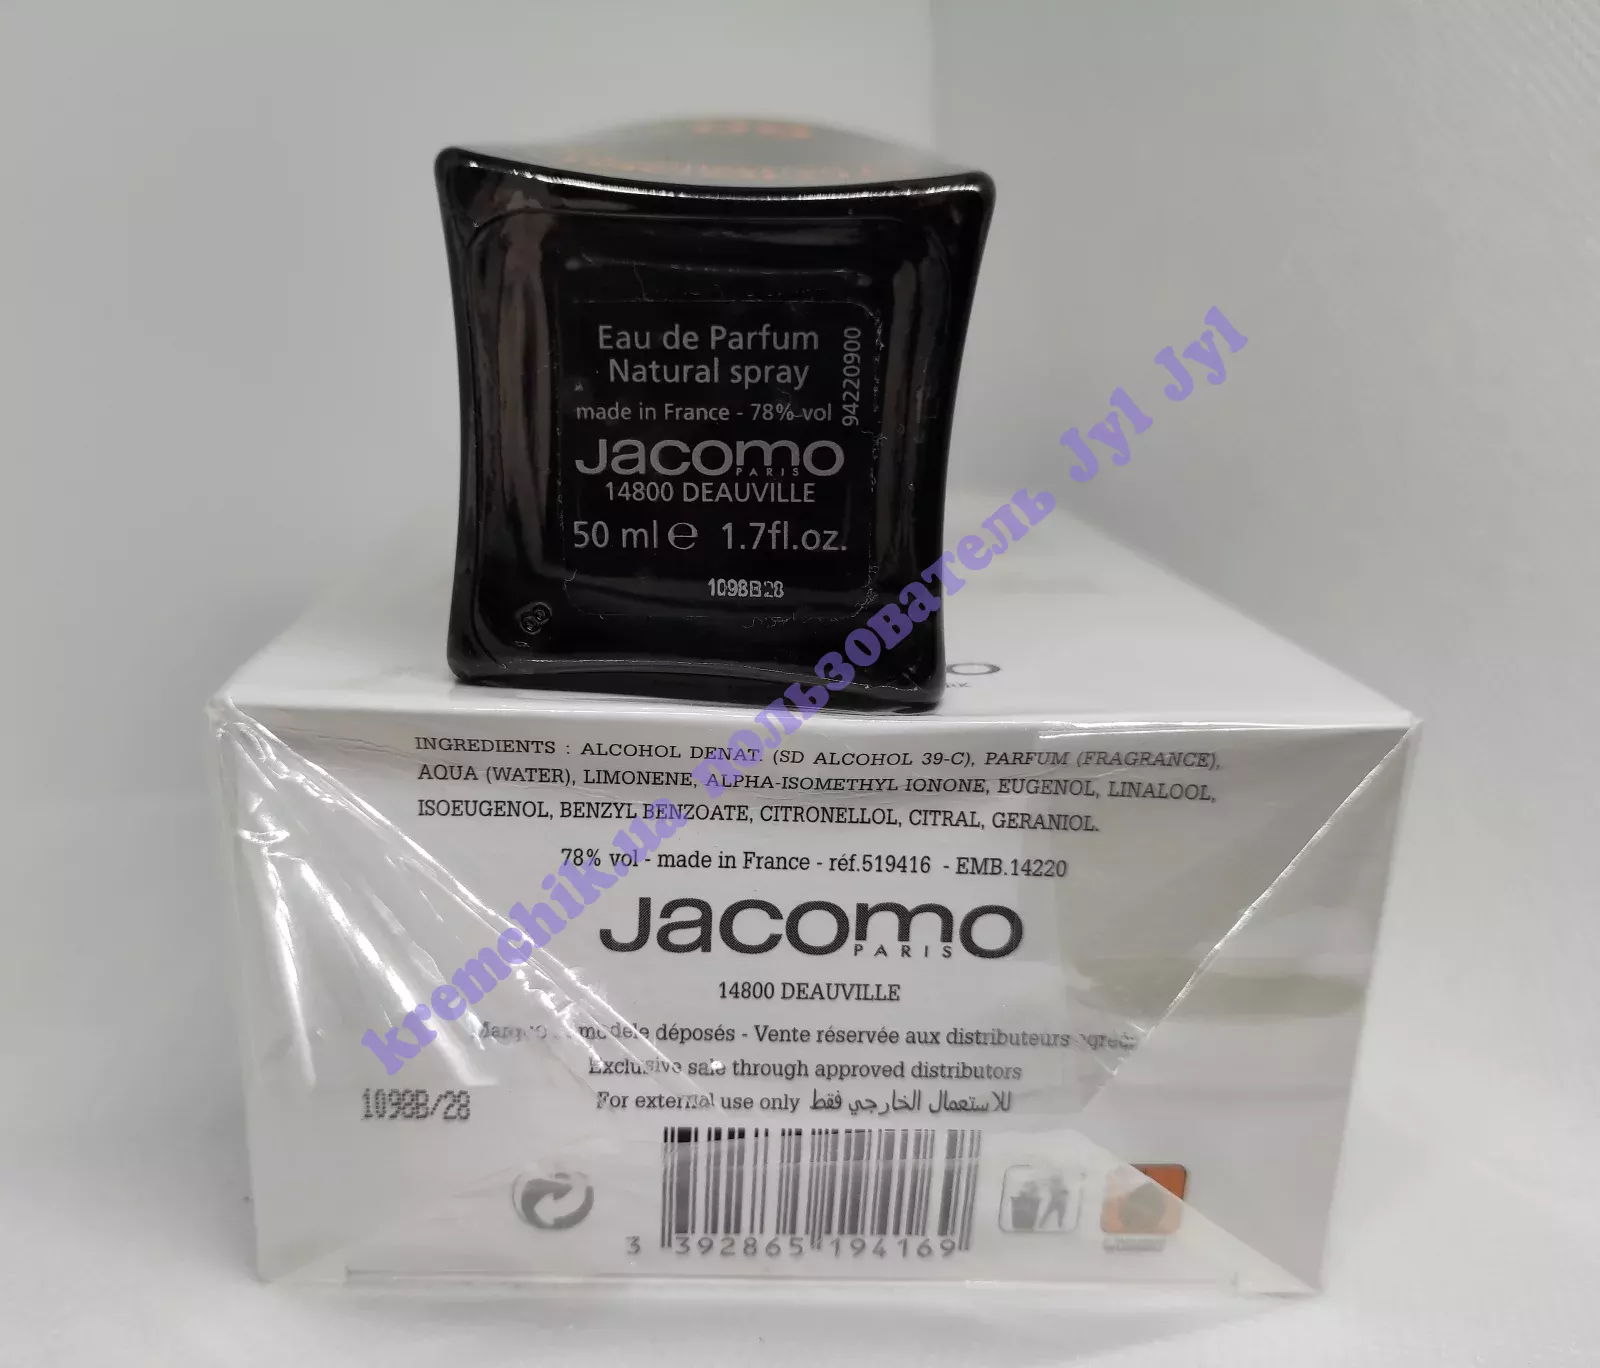 Eau de Parfum
Natural spray
made in France - 78% vol
94220900
Jacomo
PARIS
14800 DEAUVILLE
50 ml e 1.7fl.oz.
1098B28
INGREDIENTS : ALCOHOL DENAT. (SD ALCOHOL 39-C), PARFUM (FRAGRANCE),
AQUA (WATER), LIMONENE, ALPHA-ISOMETHYL IONONE, EUGENOL, LINALOOL,
ISOEUGENOL, BENZYL BENZOATE, CITRONELLOL, CITRAL, GERANIOL.
78% vol - made in France - réf.519416 - EMB.14220
Jacomo
PARIS
14800 DEAUVILLE
modèle déposés - Vente réservée aux distributeurs agréés
Exclusive sale through approved distributors
For external use only للاستعمال الخارجي فقط
1098B/28
3 392865 194169
kremchik.ua пользователь Jyl Jyl